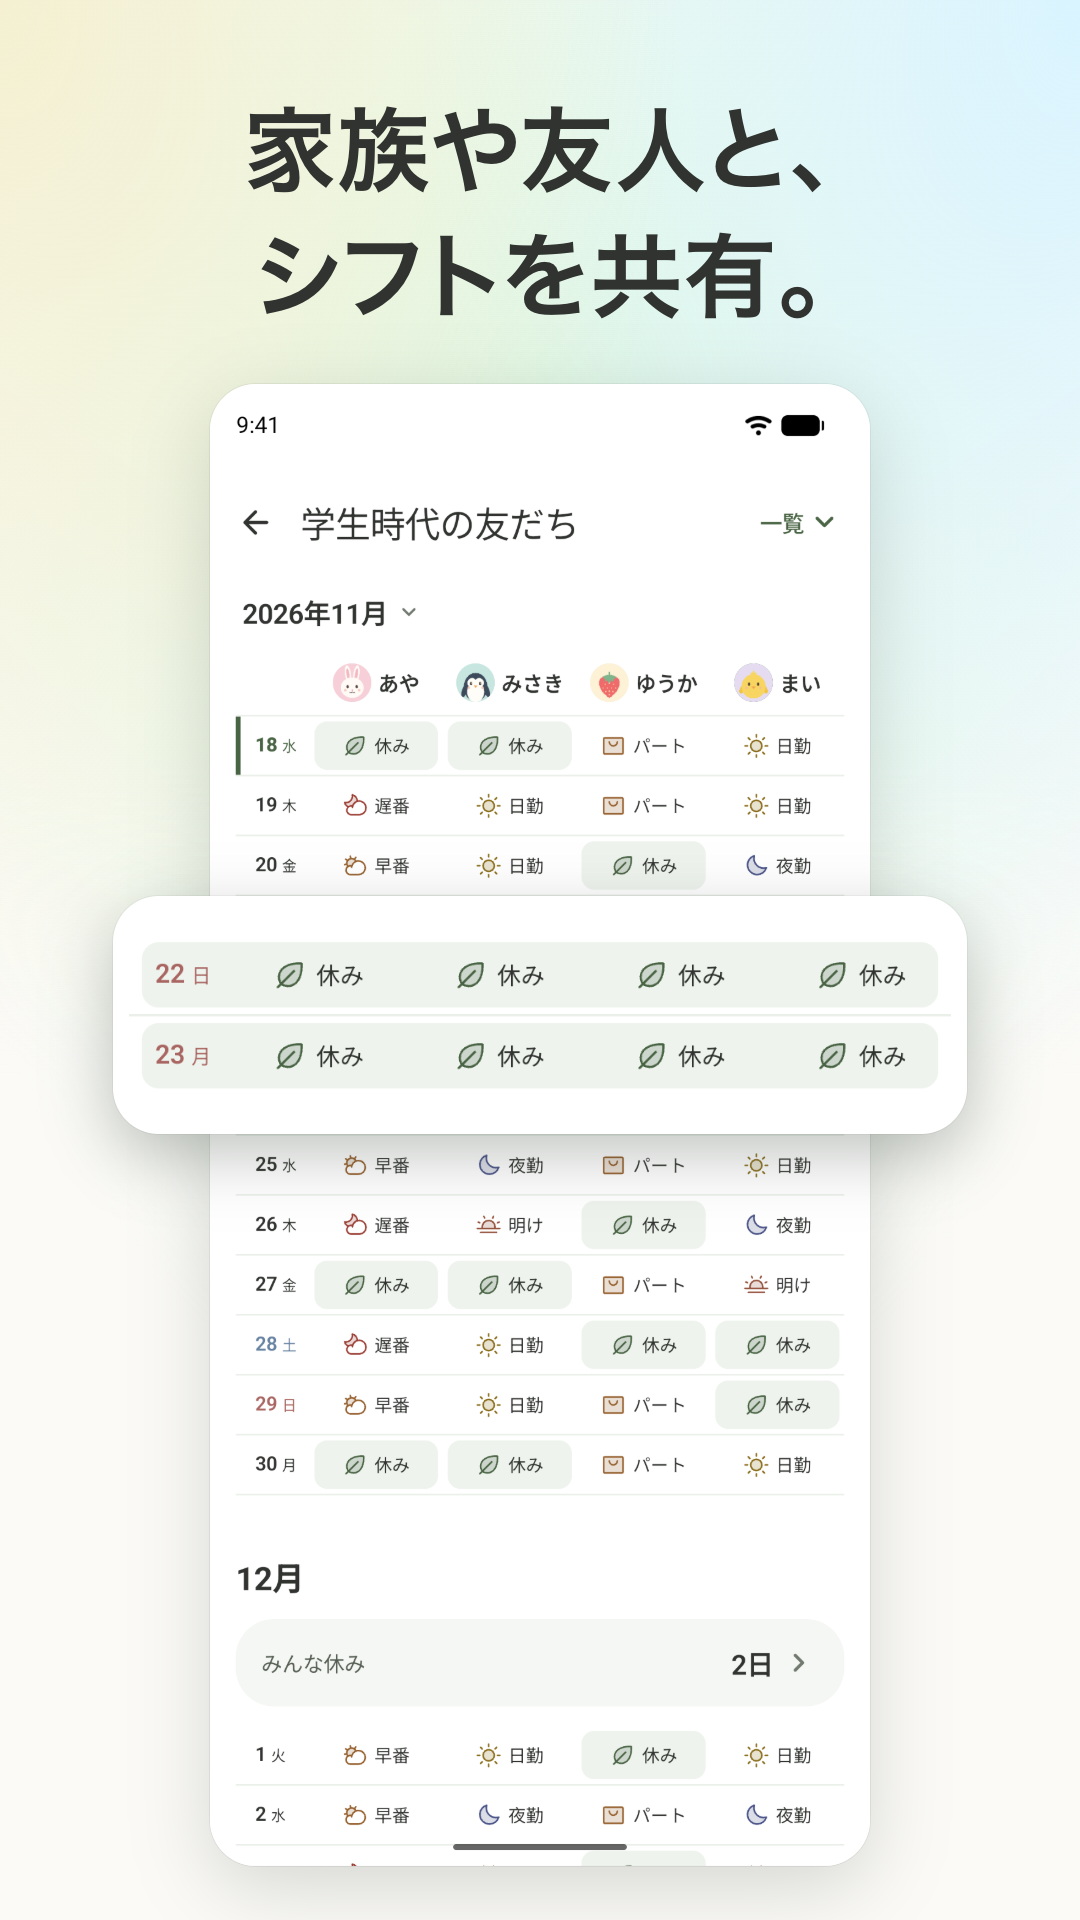 家族や友人と、
シフトを共有。
9:41
学生時代の友だち 一覧
2026年11月
あや みさき ゆうか まい
18 水 休み 休み パート 日勤
19 木 遅番 日勤 パート 日勤
20 金 早番 日勤 休み 夜勤
22 日 休み 休み 休み 休み
23 月 休み 休み 休み 休み
25 水 早番 夜勤 パート 日勤
26 木 遅番 明け 休み 夜勤
27 金 休み 休み パート 明け
28 土 遅番 日勤 休み 休み
29 日 早番 日勤 パート 休み
30 月 休み 休み パート 日勤
12月
みんな休み 2日
1 火 早番 日勤 休み 日勤
2 水 早番 夜勤 パート 夜勤